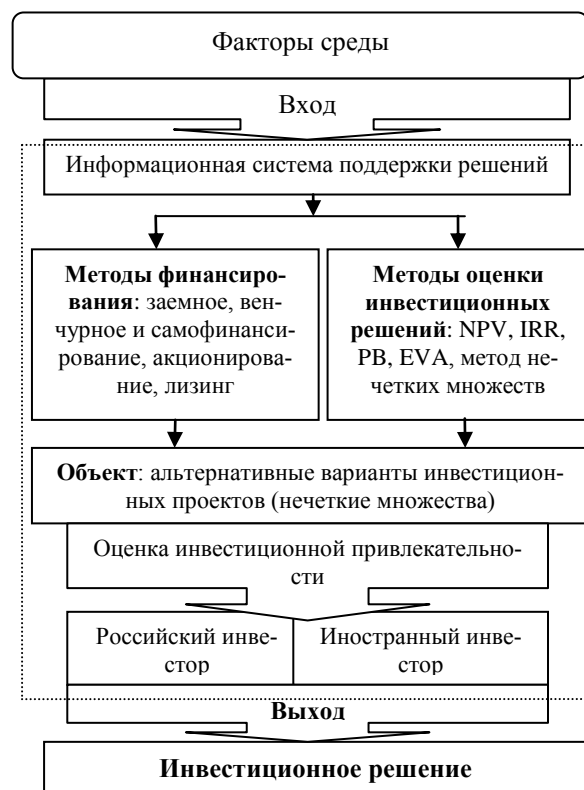 Факторы среды
Вход
Информационная система поддержки решений
Методы финансиро-
вания: заемное, вен-
чурное и самофинанси-
рование, акционирова-
ние, лизинг
Методы оценки
инвестиционных
решений: NPV, IRR,
PB, EVA, метод не-
четких множеств
Объект: альтернативные варианты инвестицион-
ных проектов (нечеткие множества)
Оценка инвестиционной привлекательно-
сти
Российский инве-
стор
Иностранный инве-
стор
Выход
Инвестиционное решение